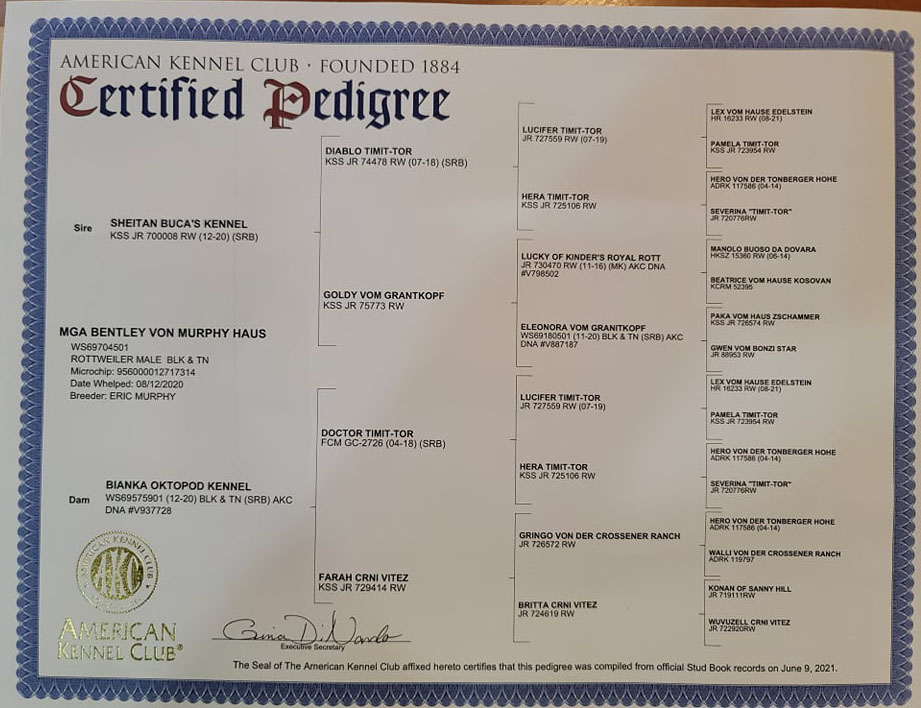 AMERICAN KENNEL CLUB · FOUNDED 1884
Certified Pedigree
Sire
SHEITAN BUCA'S KENNEL
KSS JR 700008 RW (12-20) (SRB)
MGA BENTLEY VON MURPHY HAUS
WS69704501
ROTTWEILER MALE BLK & TN
Microchip: 956000012717314
Date Whelped: 08/12/2020
Breeder: ERIC MURPHY
Dam
BIANKA OKTOPOD KENNEL
WS69575901 (12-20) BLK & TN (SRB) AKC
DNA #V937728
DIABLO TIMIT-TOR
KSS JR 74478 RW (07-18) (SRB)
GOLDY VOM GRANTKOPF
KSS JR 75773 RW
DOCTOR TIMIT-TOR
FCM GC-2726 (04-18) (SRB)
FARAH CRNI VITEZ
KSS JR 729414 RW
LUCIFER TIMIT-TOR
JR 727559 RW (07-19)
HERA TIMIT-TOR
KSS JR 725106 RW
LUCKY OF KINDER'S ROYAL ROTT
JR 730470 RW (11-16) (MK) AKC DNA
#V798502
ELEONORA VOM GRANITKOPF
WS69180501 (11-20) BLK & TN (SRB) AKC
DNA #V887187
LUCIFER TIMIT-TOR
JR 727559 RW (07-19)
HERA TIMIT-TOR
KSS JR 725106 RW
GRINGO VON DER CROSSENER RANCH
JR 726572 RW
BRITTA CRNI VITEZ
JR 724619 RW
LEX VOM HAUSE EDELSTEIN
HR 16233 RW (08-21)
PAMELA TIMIT-TOR
KSS JR 723954 RW
HERO VON DER TONBERGER HOHE
ADRK 117586 (04-14)
SEVERINA "TIMIT-TOR"
JR 720776RW
MANOLO BUOSO DA DOVARA
HKSZ 15360 RW (06-14)
BEATRICE VOM HAUSE KOSOVAN
KCRM 52395
PAKA VOM HAUS ZSCHAMMER
KSS JR 726574 RW
GWEN VOM BONZI STAR
JR 88953 RW
LEX VOM HAUSE EDELSTEIN
HR 16233 RW (08-21)
PAMELA TIMIT-TOR
KSS JR 723954 RW
HERO VON DER TONBERGER HOHE
ADRK 117586 (04-14)
SEVERINA "TIMIT-TOR"
JR 720776RW
HERO VON DER TONBERGER HOHE
ADRK 117586 (04-14)
WALLI VON DER CROSSENER RANCH
ADRK 119797
KONAN OF SANNY HILL
JR 719111RW
WUVUZELL CRNI VITEZ
JR 722920RW
AMERICAN KENNEL CLUB
AKC
AMERICAN
KENNEL CLUB®
Gina DiNardo
Executive Secretary
The Seal of The American Kennel Club affixed hereto certifies that this pedigree was compiled from official Stud Book records on June 9, 2021.